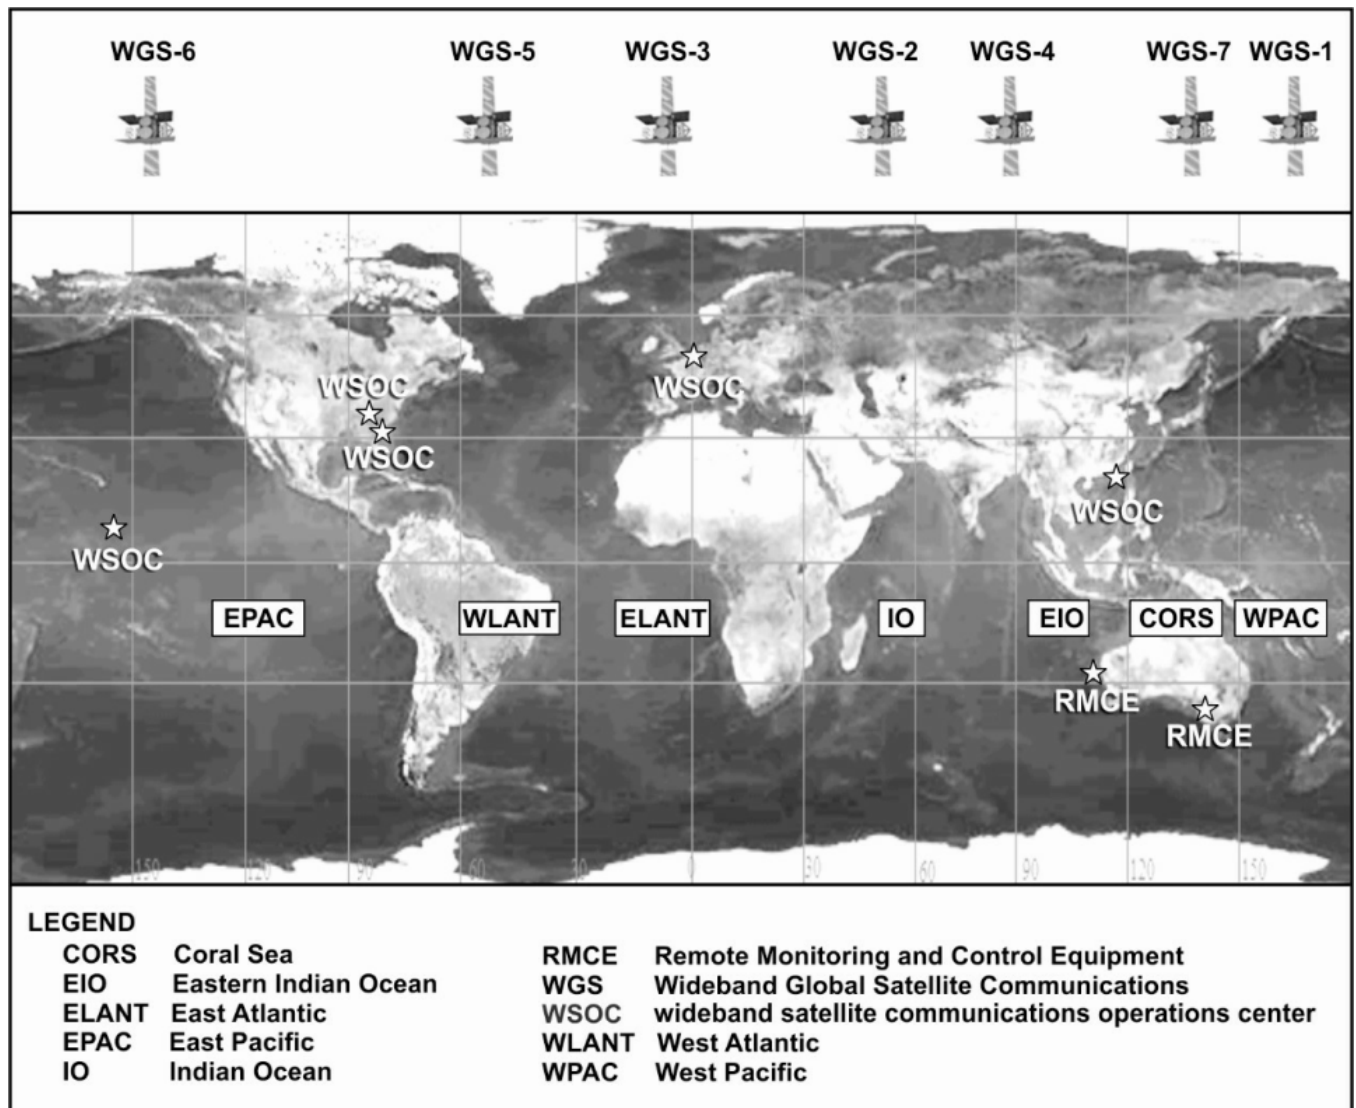 WGS-6 WGS-5 WGS-3 WGS-2 WGS-4 WGS-7 WGS-1
WSOC
WSOC
WSOC
WSOC
WSOC
EPAC WLANT ELANT IO EIO CORS WPAC
RMCE
RMCE
150 120 90 60 30 0 30 60 90 120 150
LEGEND
CORS Coral Sea
EIO Eastern Indian Ocean
ELANT East Atlantic
EPAC East Pacific
IO Indian Ocean
RMCE Remote Monitoring and Control Equipment
WGS Wideband Global Satellite Communications
WSOC wideband satellite communications operations center
WLANT West Atlantic
WPAC West Pacific